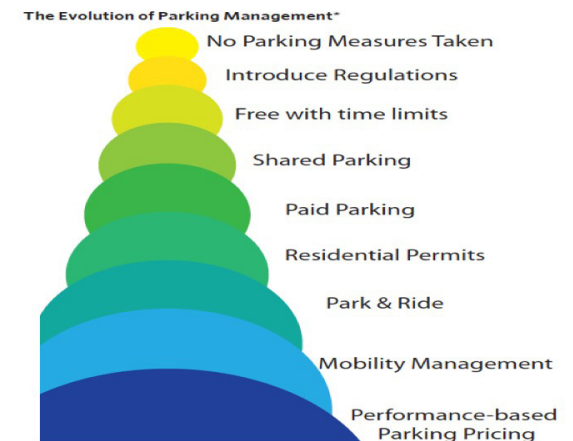 The Evolution of Parking Management*
No Parking Measures Taken
Introduce Regulations
Free with time limits
Shared Parking
Paid Parking
Residential Permits
Park & Ride
Mobility Management
Performance-based
Parking Pricing